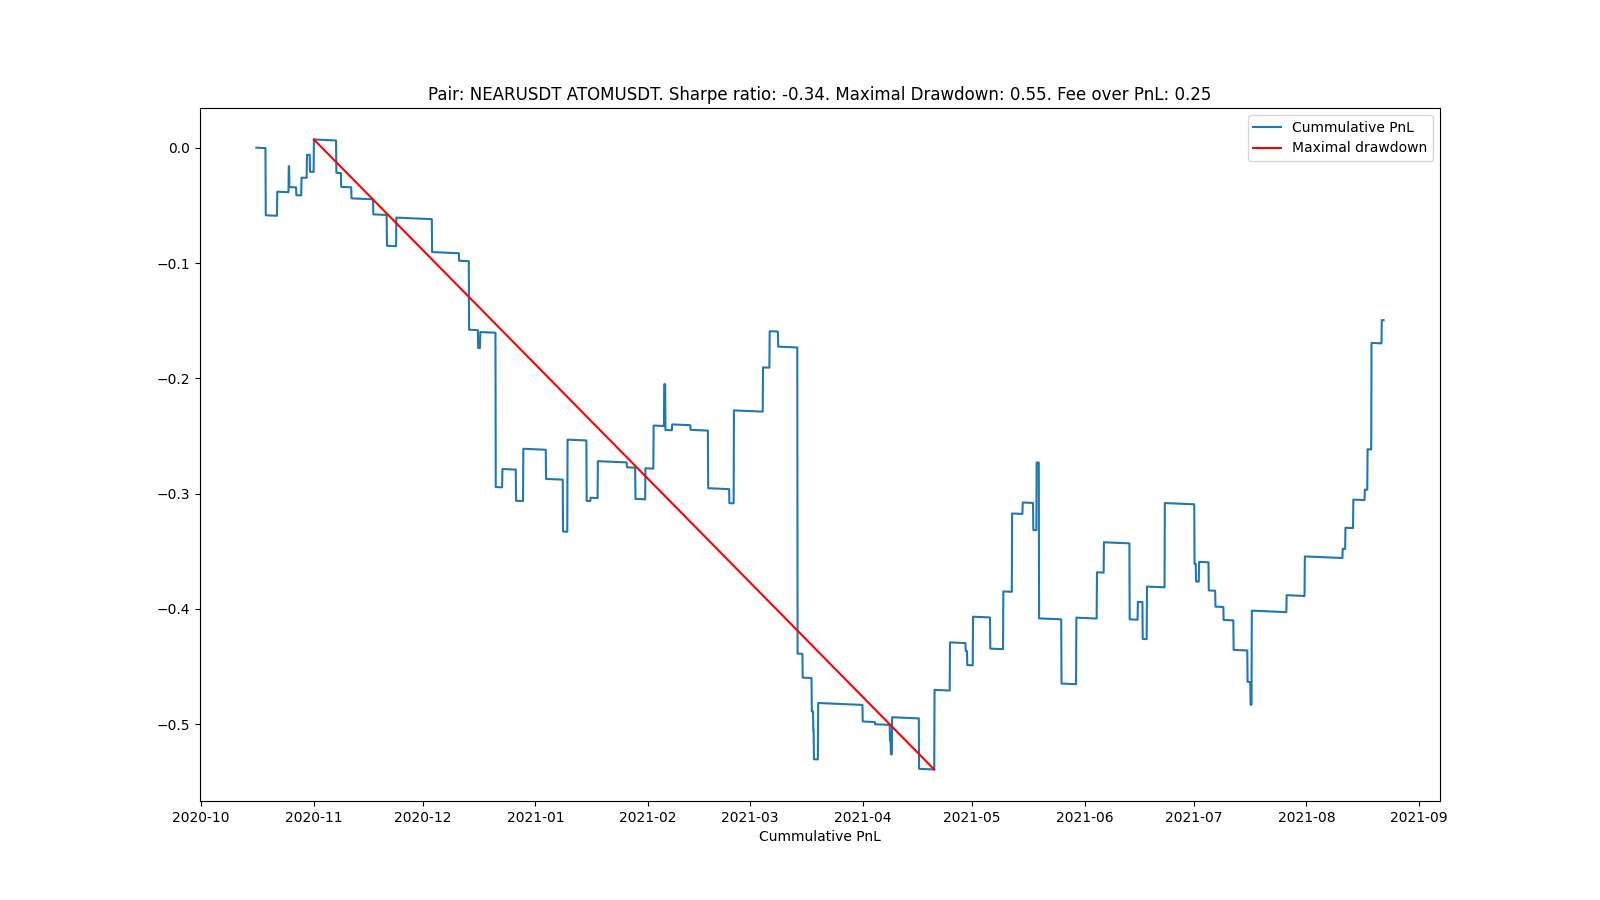 Pair: NEARUSDT ATOMUSDT. Sharpe ratio: -0.34. Maximal Drawdown: 0.55. Fee over PnL: 0.25
Cummulative PnL
Maximal drawdown
0.0
−0.1
−0.2
−0.3
−0.4
−0.5
2020-10 2020-11 2020-12 2021-01 2021-02 2021-03 2021-04 2021-05 2021-06 2021-07 2021-08 2021-09
Cummulative PnL